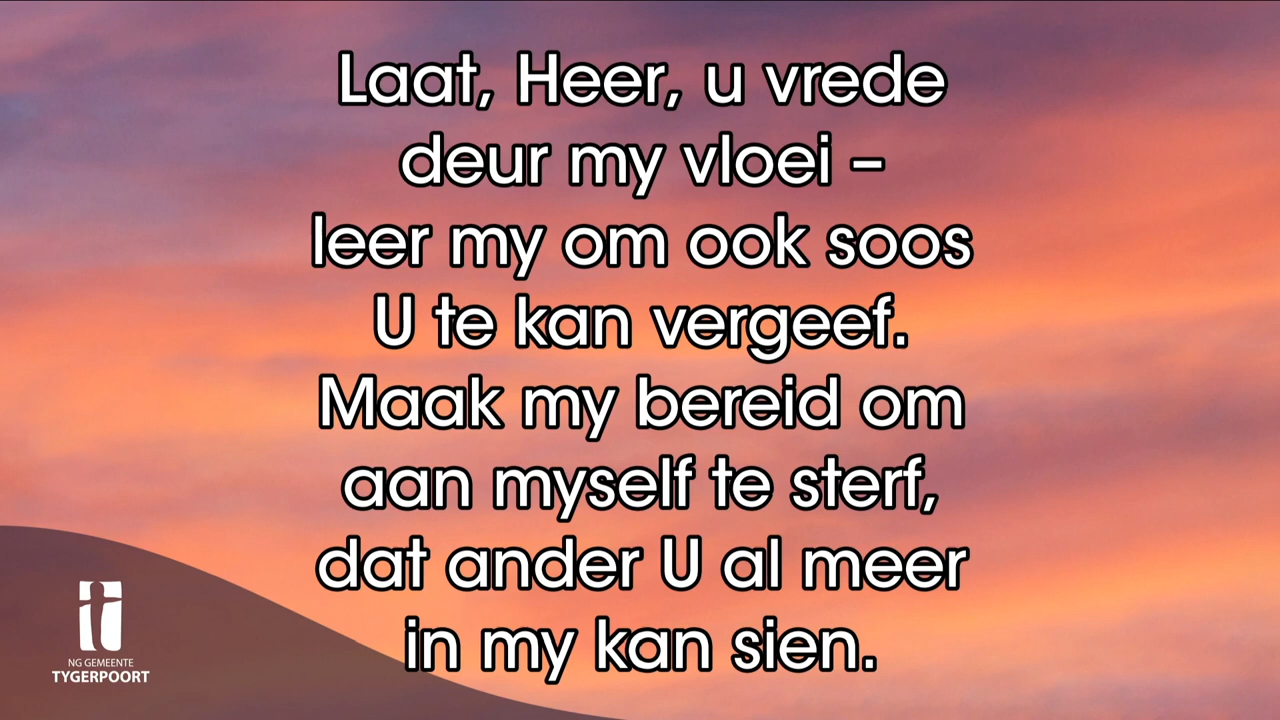 Laat, Heer, u vrede
deur my vloei –
leer my om ook soos
U te kan vergeef.
Maak my bereid om
aan myself te sterf,
dat ander U al meer
in my kan sien.
NG GEMEENTE
TYGERPOORT